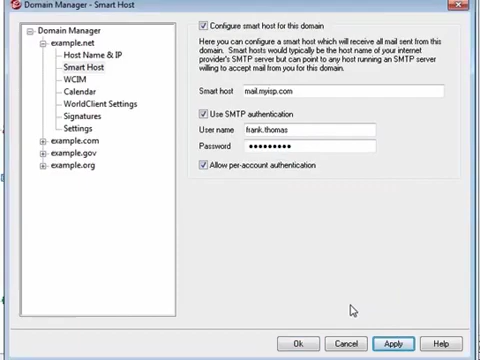 Domain Manager - Smart Host
Domain Manager
example.net
Host Name & IP
Smart Host
WCIM
Calendar
WorldClient Settings
Signatures
Settings
example.com
example.gov
example.org
Configure smart host for this domain
Here you can configure a smart host which will receive all mail sent from this
domain. Smart hosts would typically be the host name of your internet
provider's SMTP server but can point to any host running an SMTP server
willing to accept mail from you for this domain.
Smart host mail.myisp.com
Use SMTP authentication
User name frank.thomas
Password •••••••••
Allow per-account authentication
Ok Cancel Apply Help